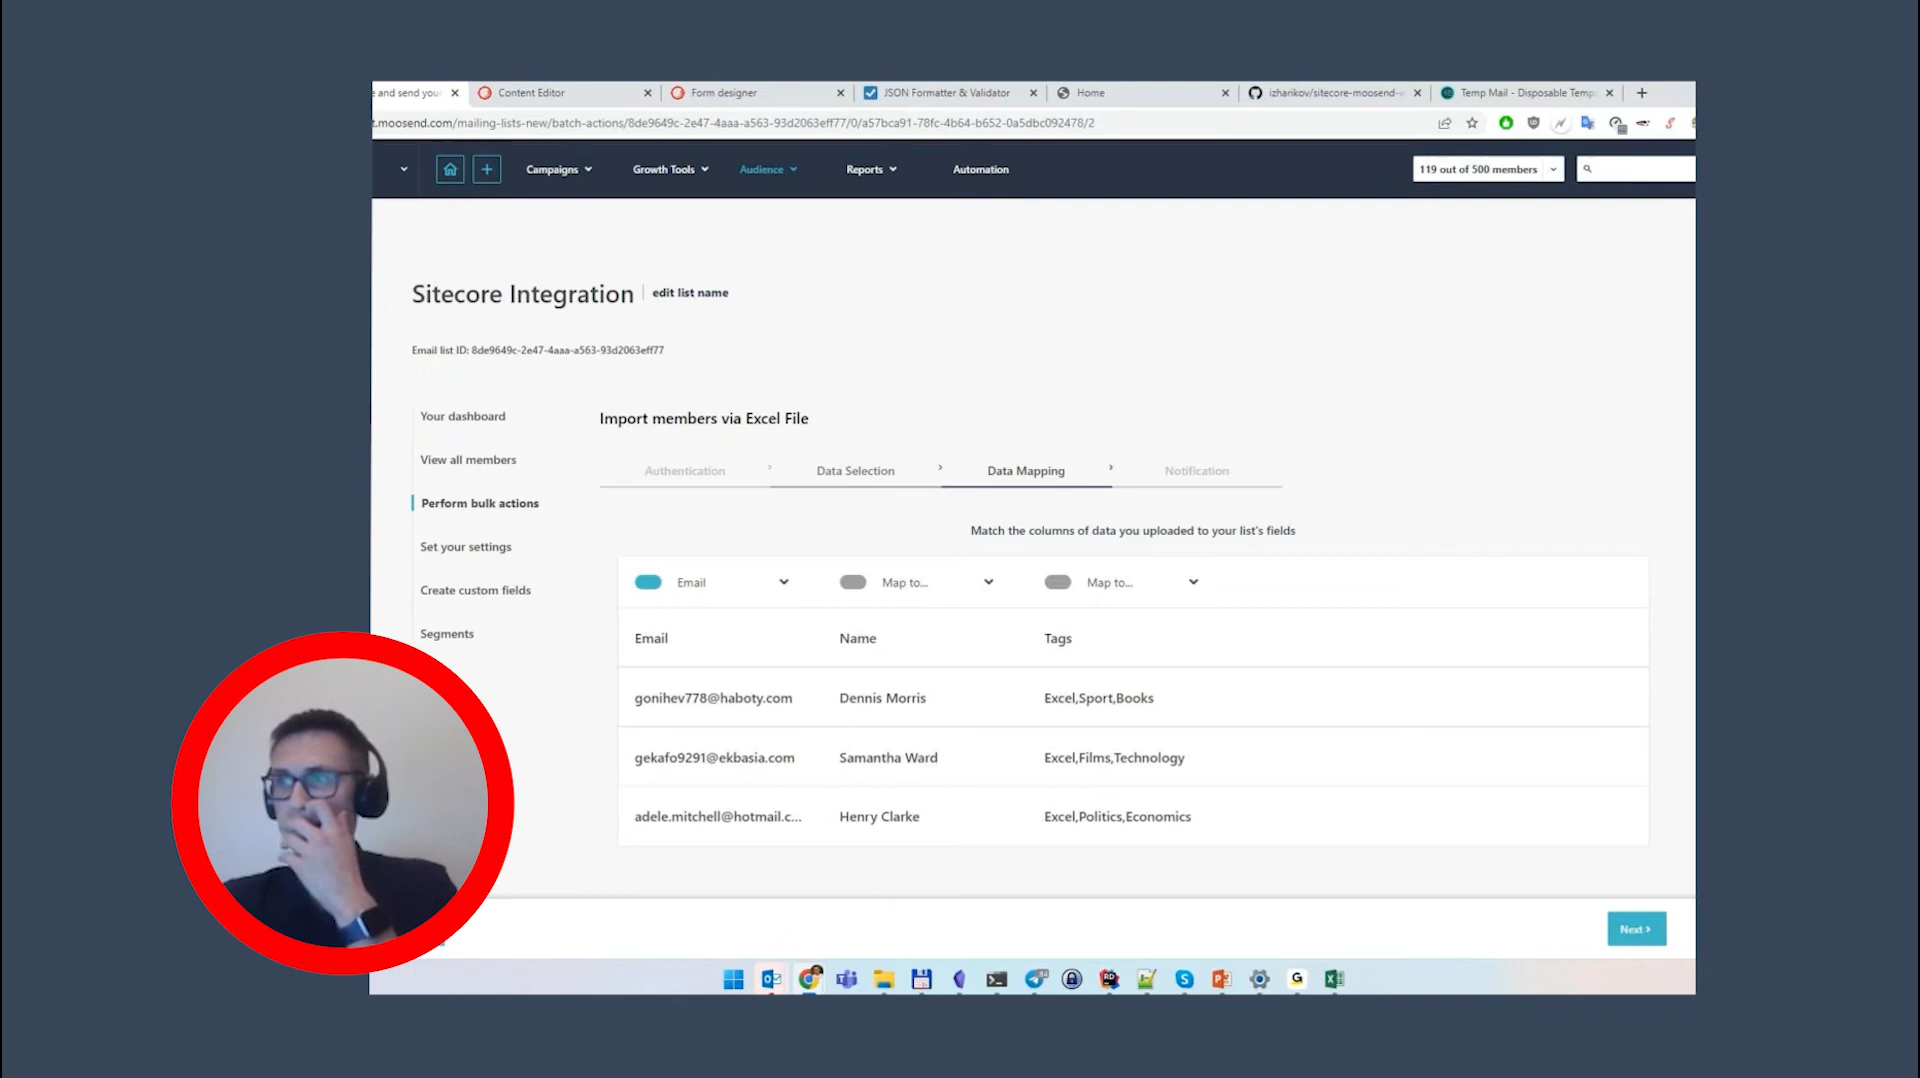 e and send your
Content Editor
Form designer
JSON Formatter & Validator
Home
izharikov/sitecore-moosend-
Temp Mail - Disposable Temp
t.moosend.com/mailing-lists-new/batch-actions/8de9649c-2e47-4aaa-a563-93d2063eff77/0/a57bca91-78fc-4b64-b652-0a5dbc092478/2
Campaigns
Growth Tools
Audience
Reports
Automation
119 out of 500 members
Sitecore Integration
edit list name
Email list ID: 8de9649c-2e47-4aaa-a563-93d2063eff77
Your dashboard
View all members
Perform bulk actions
Set your settings
Create custom fields
Segments
Import members via Excel File
Authentication > Data Selection > Data Mapping > Notification
Match the columns of data you uploaded to your list's fields
Email Map to... Map to...
Email Name Tags
gonihev778@haboty.com Dennis Morris Excel,Sport,Books
gekafo9291@ekbasia.com Samantha Ward Excel,Films,Technology
adele.mitchell@hotmail.c... Henry Clarke Excel,Politics,Economics
Next >